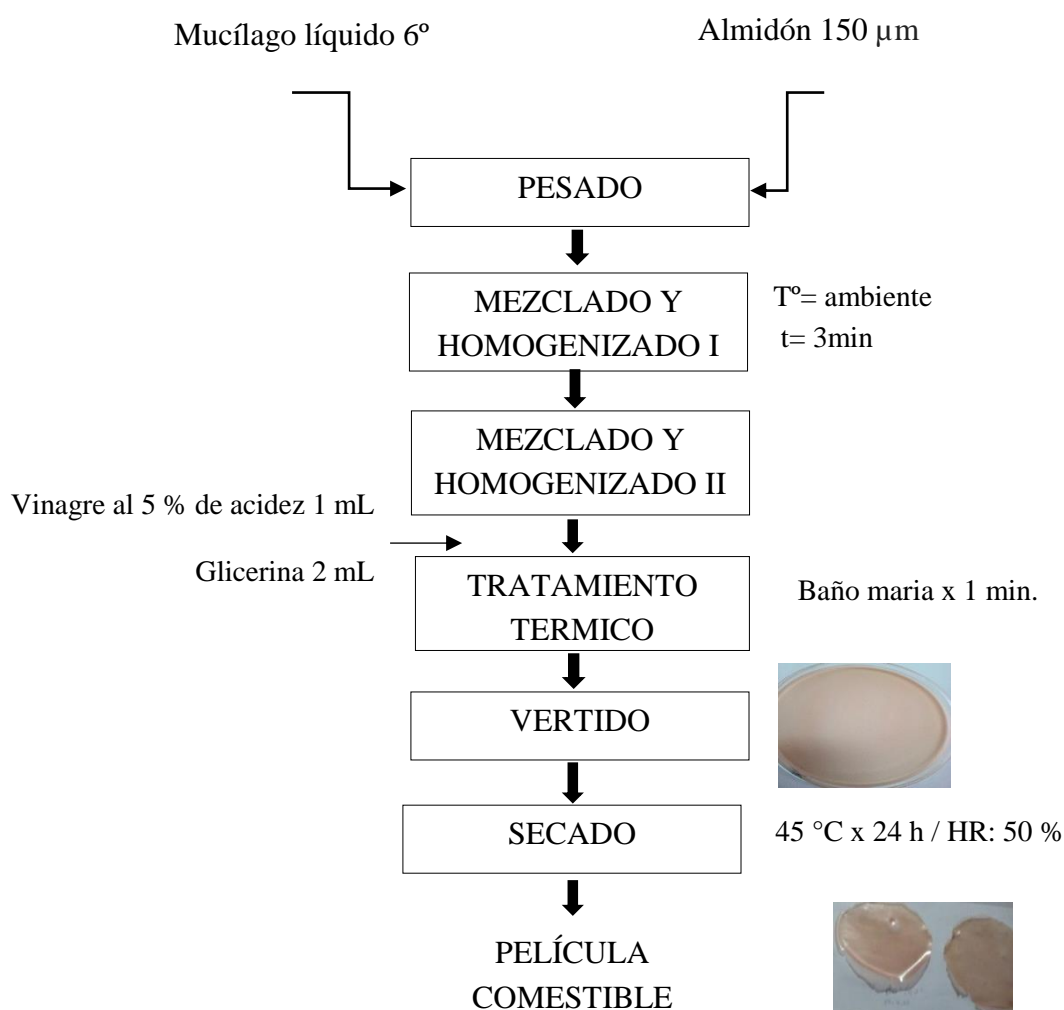 Mucílago líquido 6º
Almidón 150 µm
PESADO
MEZCLADO Y
HOMOGENIZADO I
Tº= ambiente
t= 3min
MEZCLADO Y
HOMOGENIZADO II
Vinagre al 5 % de acidez 1 mL
Glicerina 2 mL
TRATAMIENTO
TERMICO
Baño maria x 1 min.
VERTIDO
SECADO
45 °C x 24 h / HR: 50 %
PELÍCULA
COMESTIBLE